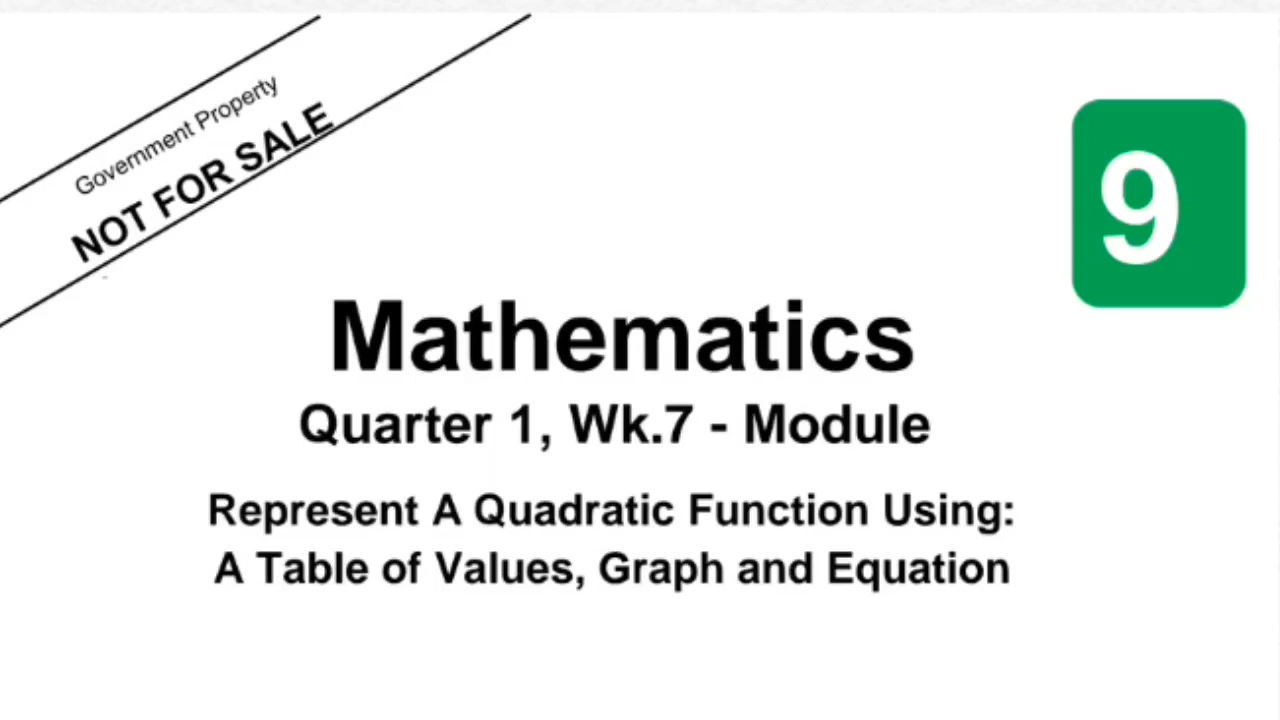 Government Property
NOT FOR SALE
9
Mathematics
Quarter 1, Wk.7 - Module
Represent A Quadratic Function Using:
A Table of Values, Graph and Equation